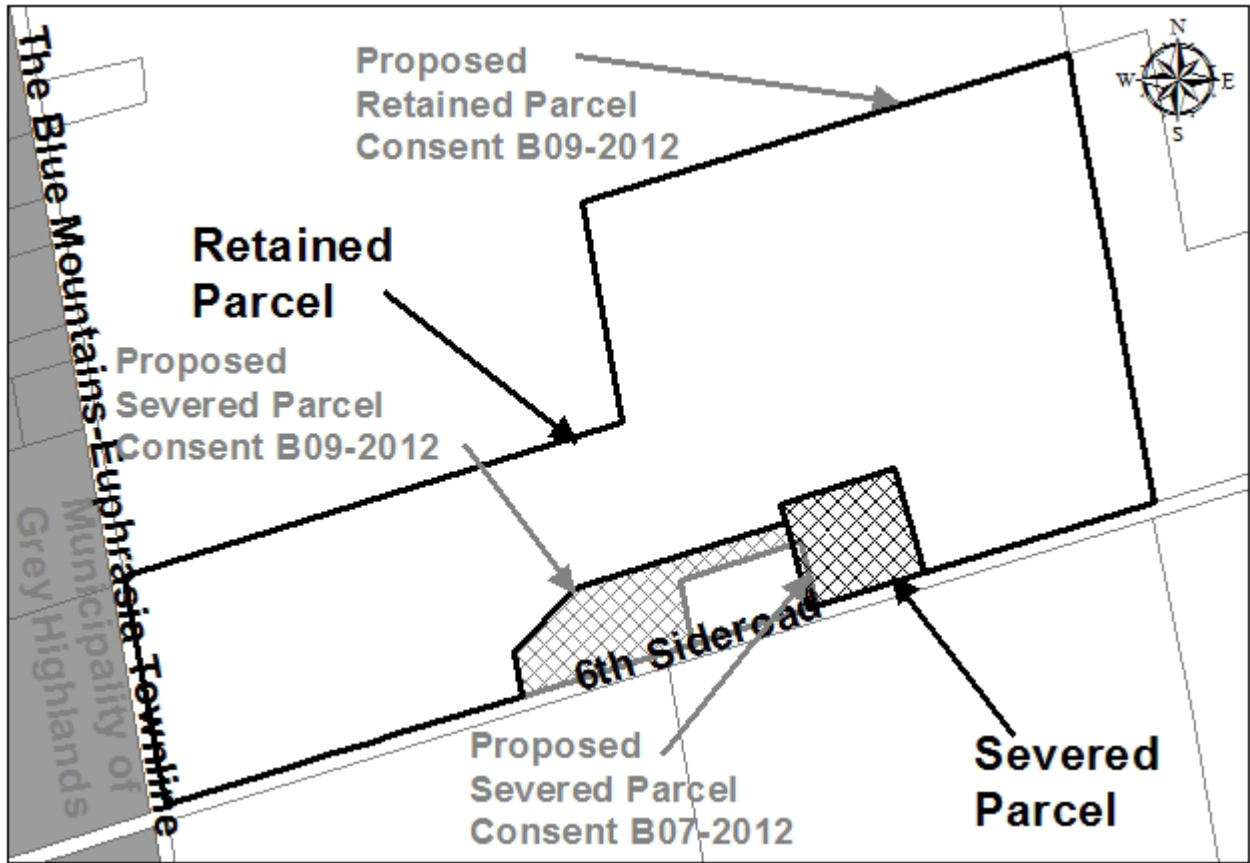 Proposed
Retained Parcel
Consent B09-2012
N
W
E
S
Retained
Parcel
Proposed
Severed Parcel
Consent B09-2012
The Blue Mountains-Euphrasia Townline
Municipality of
Grey Highlands
6th Sideroad
Proposed
Severed Parcel
Consent B07-2012
Severed
Parcel